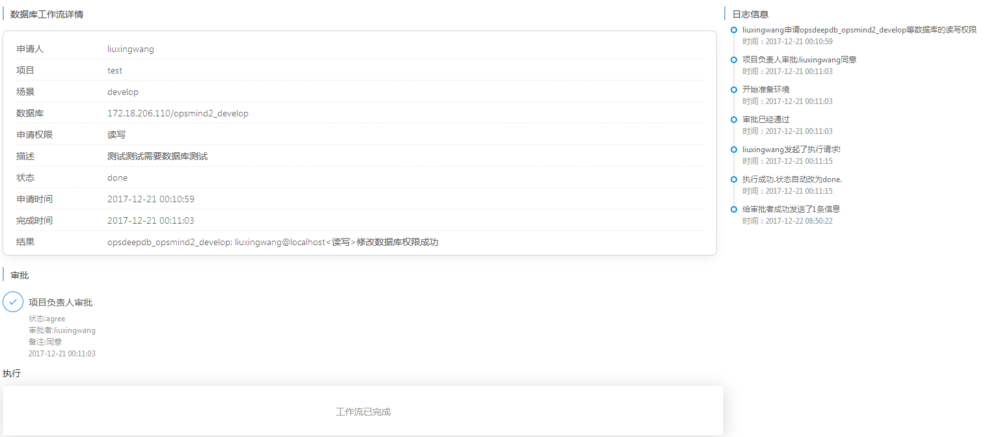 数据库工作流详情
申请人 liuxingwang
项目 test
场景 develop
数据库 172.18.206.110/opsmind2_develop
申请权限 读写
描述 测试测试需要数据库测试
状态 done
申请时间 2017-12-21 00:10:59
完成时间 2017-12-21 00:11:03
结果 opsdeepdb_opsmind2_develop: liuxingwang@localhost<读写>修改数据库权限成功
审批
项目负责人审批
状态:agree
审批者:liuxingwang
备注:同意
2017-12-21 00:11:03
执行
工作流已完成
日志信息
liuxingwang申请opsdeepdb_opsmind2_develop等数据库的读写权限
时间：2017-12-21 00:10:59
项目负责人审批:liuxingwang同意
时间：2017-12-21 00:11:03
开始准备环境
时间：2017-12-21 00:11:03
审批已经通过
时间：2017-12-21 00:11:03
liuxingwang发起了执行请求!
时间：2017-12-21 00:11:15
执行成功.状态自动改为done.
时间：2017-12-21 00:11:15
给审批者成功发送了1条信息
时间：2017-12-22 08:50:22